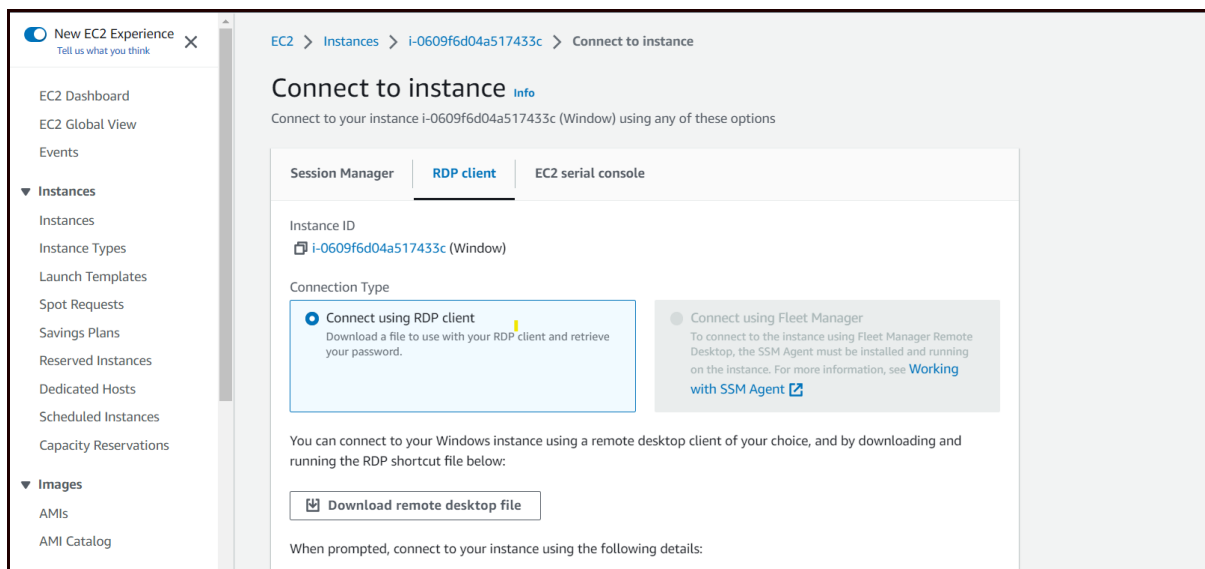 New EC2 Experience
Tell us what you think
EC2 Dashboard
EC2 Global View
Events
Instances
Instances
Instance Types
Launch Templates
Spot Requests
Savings Plans
Reserved Instances
Dedicated Hosts
Scheduled Instances
Capacity Reservations
Images
AMIs
AMI Catalog
EC2 > Instances > i-0609f6d04a517433c > Connect to instance
Connect to instance Info
Connect to your instance i-0609f6d04a517433c (Window) using any of these options
Session Manager RDP client EC2 serial console
Instance ID
i-0609f6d04a517433c (Window)
Connection Type
Connect using RDP client
Download a file to use with your RDP client and retrieve
your password.
Connect using Fleet Manager
To connect to the instance using Fleet Manager Remote
Desktop, the SSM Agent must be installed and running
on the instance. For more information, see Working
with SSM Agent
You can connect to your Windows instance using a remote desktop client of your choice, and by downloading and
running the RDP shortcut file below:
Download remote desktop file
When prompted, connect to your instance using the following details: